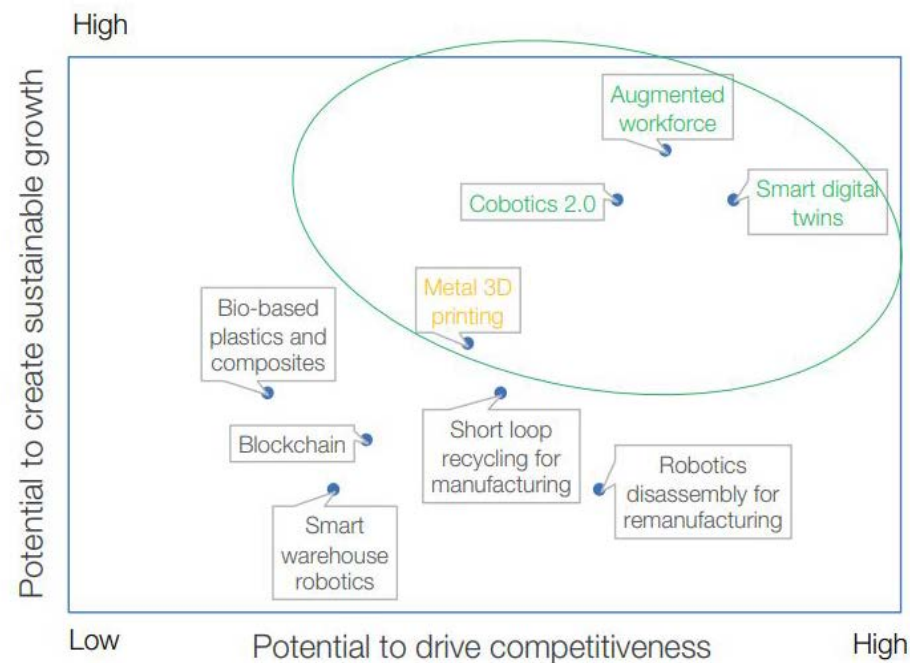 High
Potential to create sustainable growth
Augmented
workforce
Cobotics 2.0
Smart digital
twins
Metal 3D
printing
Bio-based
plastics and
composites
Blockchain
Short loop
recycling for
manufacturing
Robotics
disassembly for
remanufacturing
Smart
warehouse
robotics
Low
Potential to drive competitiveness
High